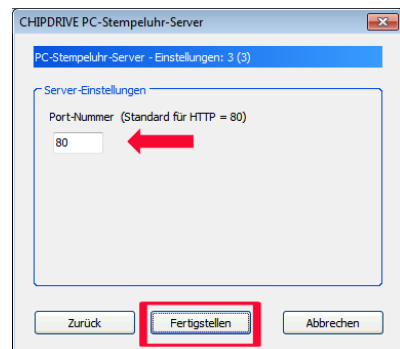 CHIPDRIVE PC-Stempeluhr-Server
PC-Stempeluhr-Server - Einstellungen: 3 (3)
Server-Einstellungen
Port-Nummer (Standard für HTTP = 80)
80
Zurück Fertigstellen Abbrechen